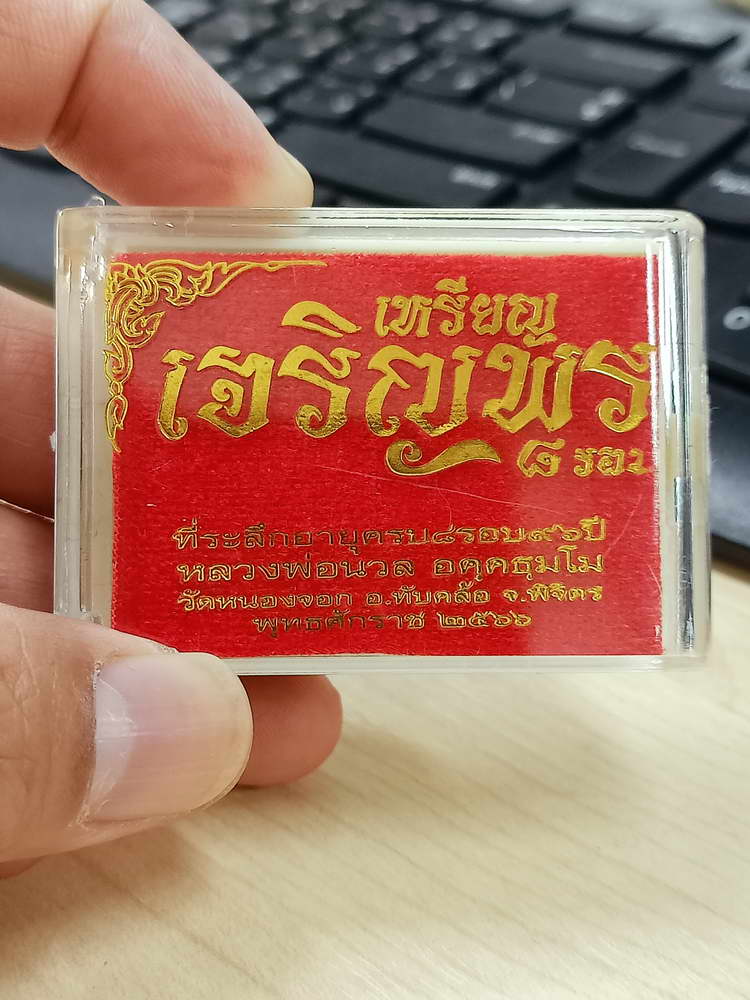 เหรียญ
เจริญพร
๘ รอบ
ที่ระลึกอายุครบ๘รอบ๙๖ปี
หลวงพ่อนวล อตฺตธมฺโม
วัดหนองจอก อ.ทับคล้อ จ.พิจิตร
พุทธศักราช ๒๕๖๖